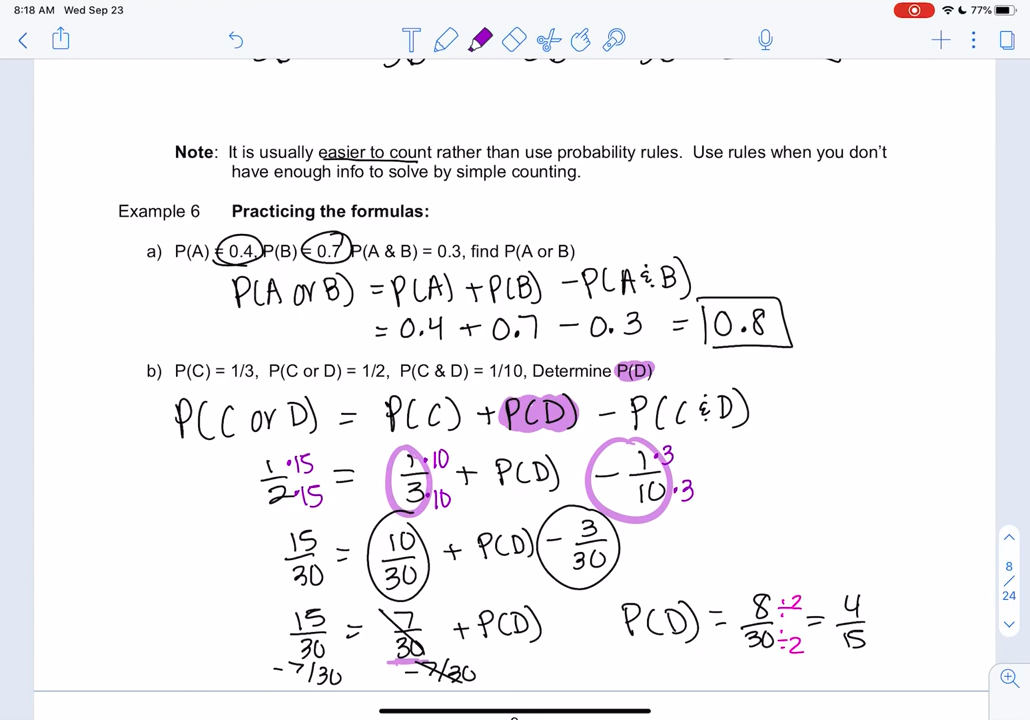 8:18 AM Wed Sep 23
77%
T
Note: It is usually easier to count rather than use probability rules. Use rules when you don't
have enough info to solve by simple counting.
Example 6 Practicing the formulas:
a) P(A) = 0.4, P(B) = 0.7 P(A & B) = 0.3, find P(A or B)
P(A or B) = P(A) + P(B) - P(A & B)
= 0.4 + 0.7 - 0.3 = 0.8
b) P(C) = 1/3, P(C or D) = 1/2, P(C & D) = 1/10, Determine P(D)
P(C or D) = P(C) + P(D) - P(C & D)
1·15/2·15 = 1·10/3·10 + P(D) - 1·3/10·3
15/30 = 10/30 + P(D) - 3/30
15/30 = 7/30 + P(D) P(D) = 8÷2/30÷2 = 4/15
-7/30 -7/30
8
/
24